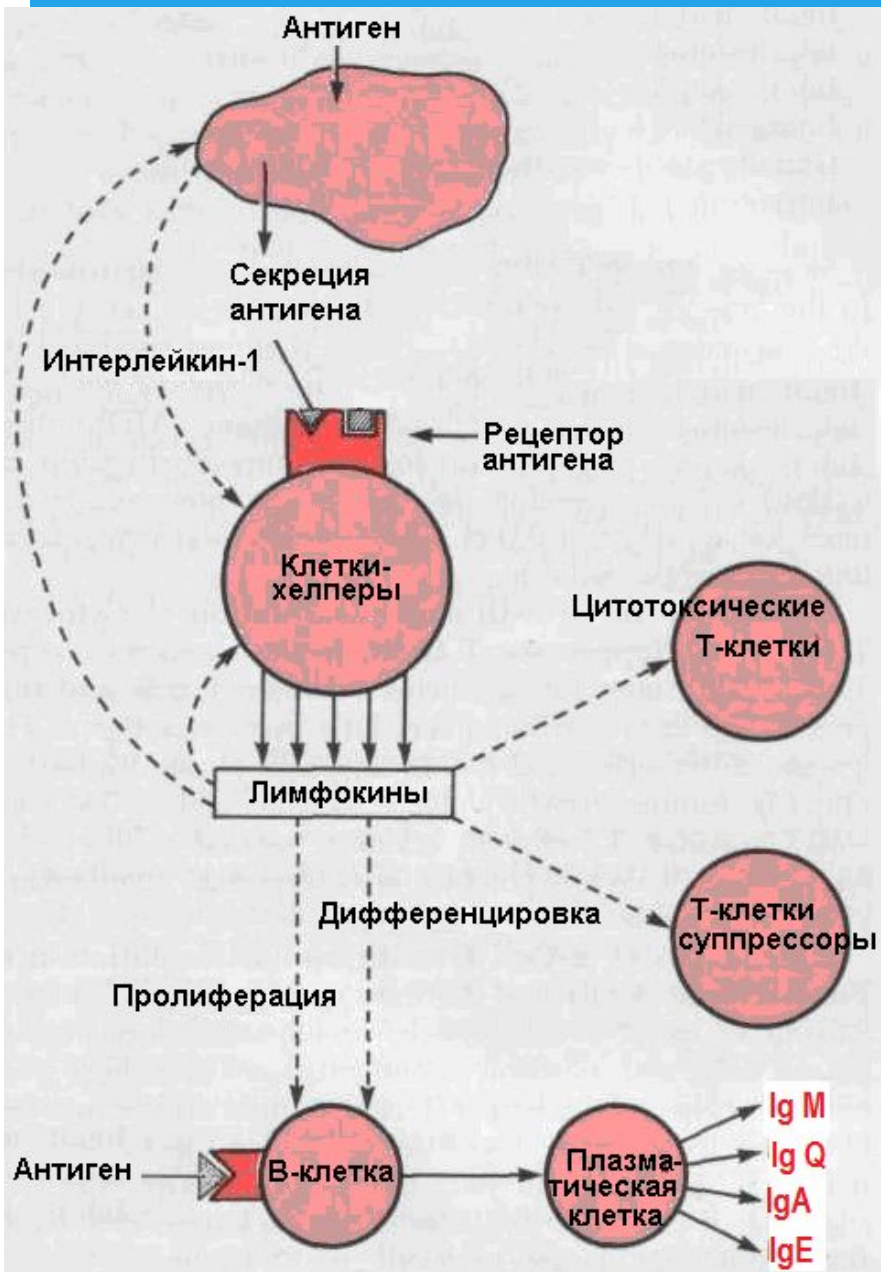 Антиген
Секреция
антигена
Интерлейкин-1
Рецептор
антигена
Клетки-
хелперы
Цитотоксические
Т-клетки
Лимфокины
Дифференцировка
Т-клетки
суппрессоры
Пролиферация
Антиген
В-клетка
Плазма-
тическая
клетка
Ig M
Ig Q
IgA
IgE